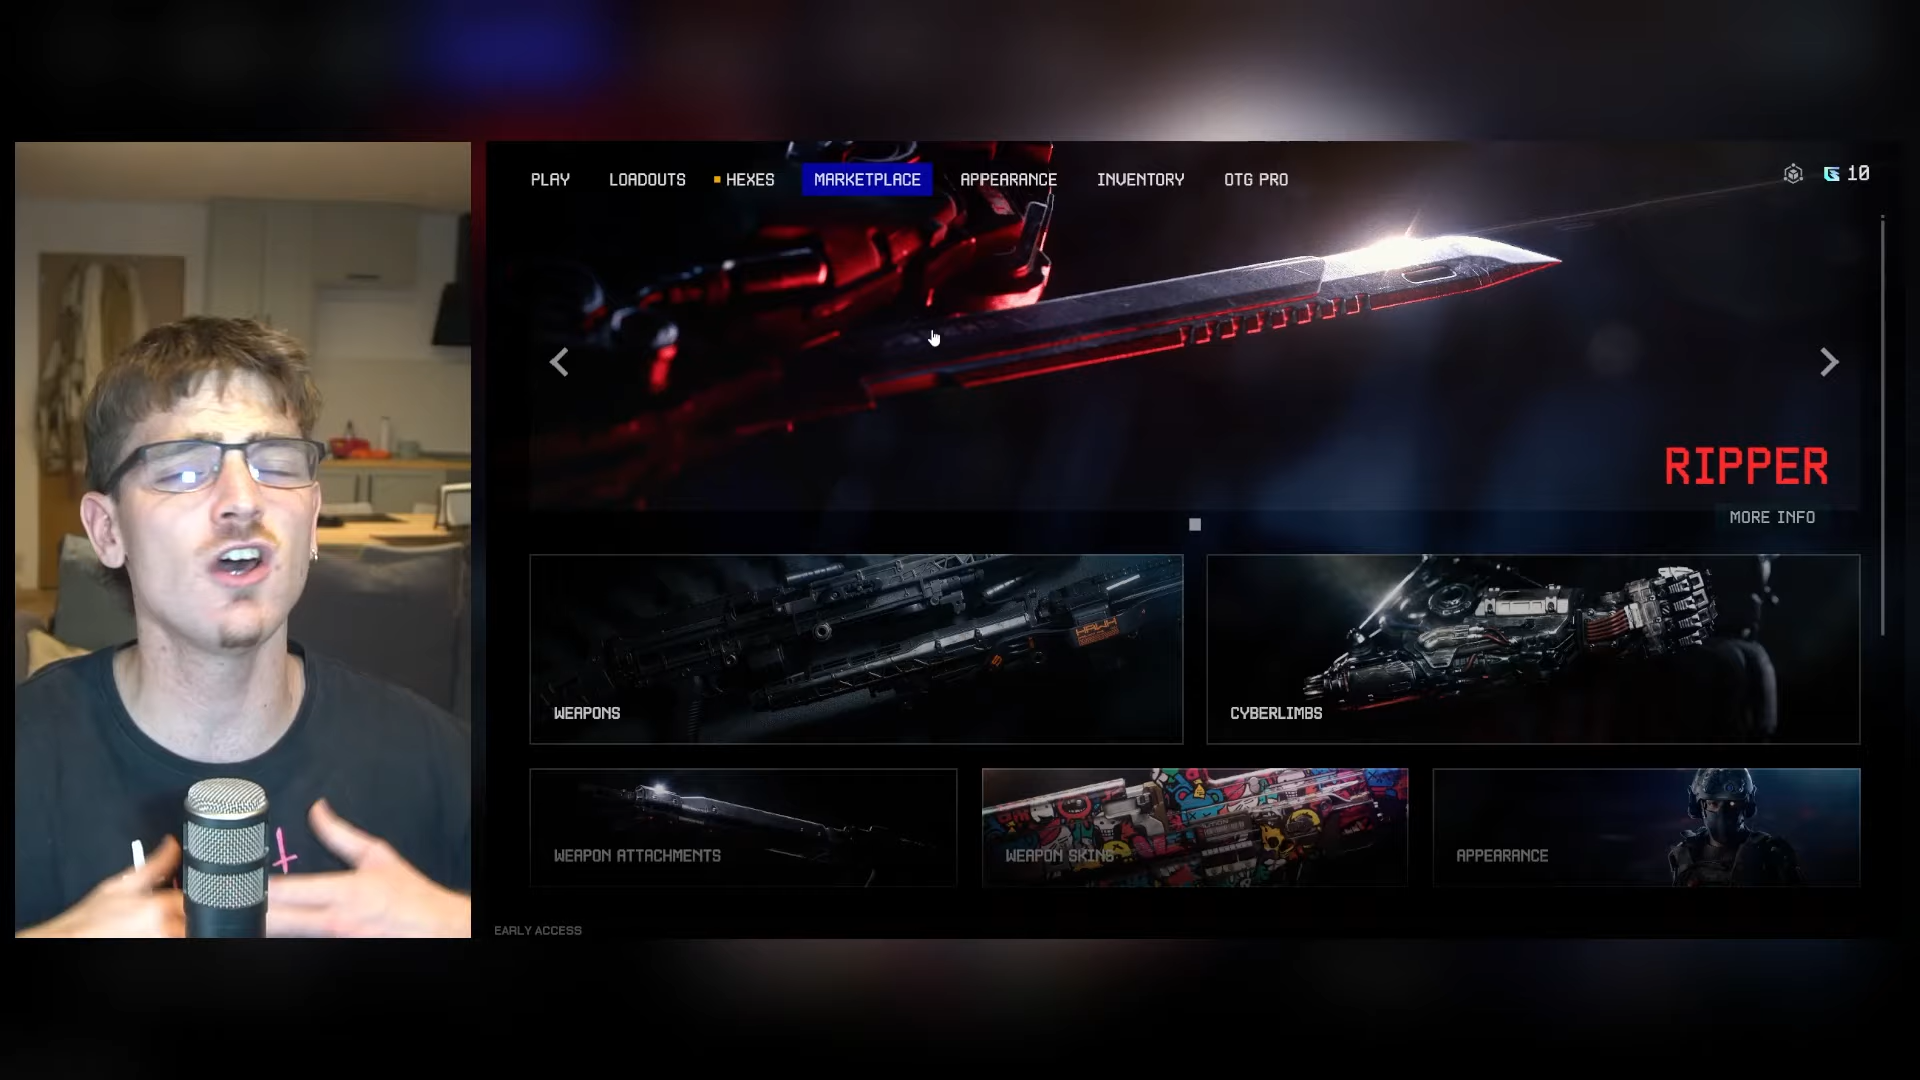 PLAY LOADOUTS HEXES MARKETPLACE APPEARANCE INVENTORY OTG PRO 10
RIPPER
MORE INFO
HAWK
WEAPONS
CYBERLIMBS
WEAPON ATTACHMENTS
WEAPON SKINS
APPEARANCE
EARLY ACCESS